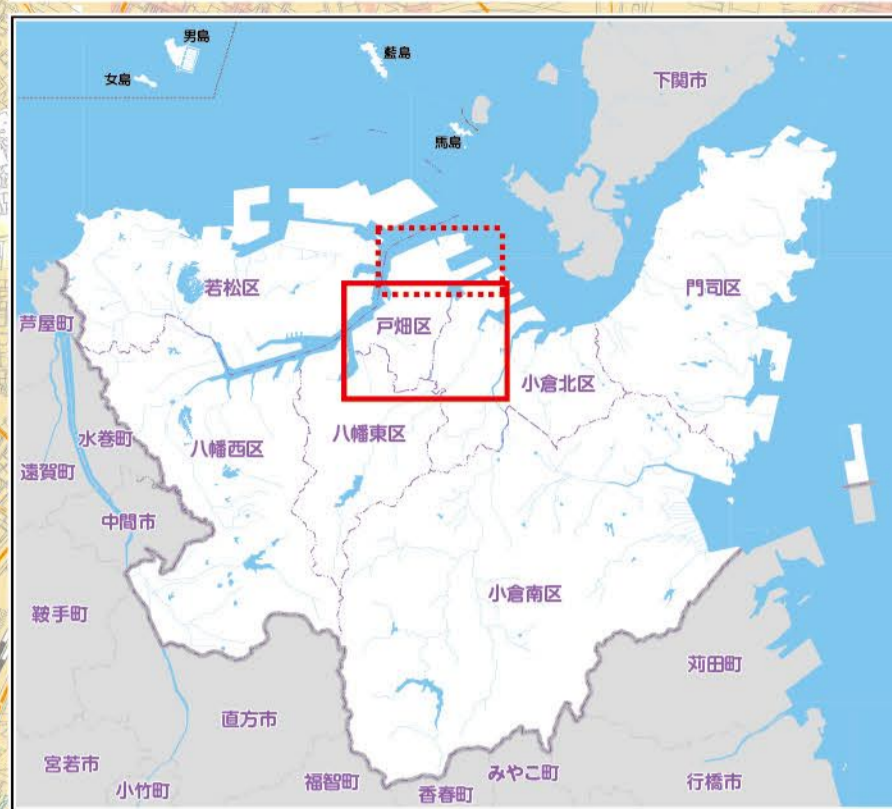 男島
女島
藍島
馬島
下関市
若松区
戸畑区
門司区
芦屋町
小倉北区
水巻町
八幡西区
八幡東区
遠賀町
中間市
小倉南区
鞍手町
苅田町
直方市
宮若市
小竹町
福智町
香春町
みやこ町
行橋市